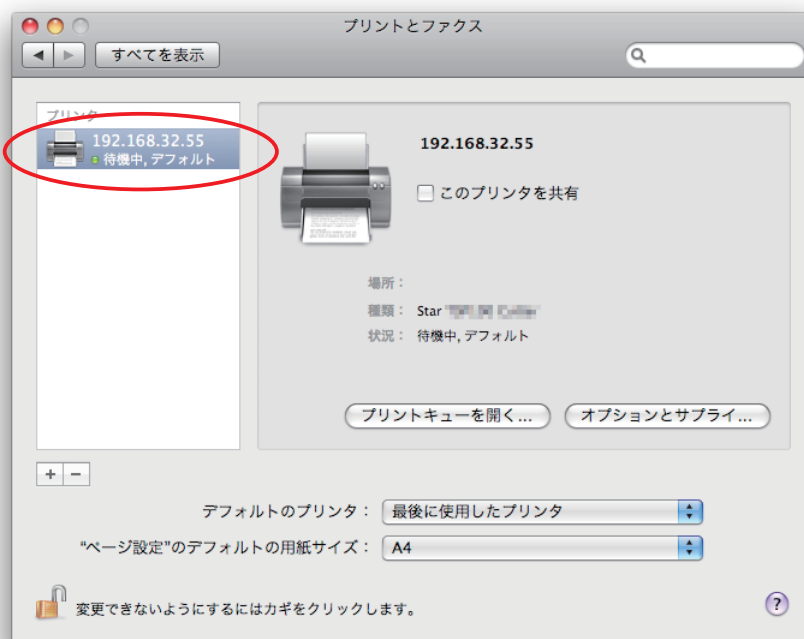 プリントとファクス
すべてを表示
プリンタ
192.168.32.55
待機中, デフォルト
192.168.32.55
このプリンタを共有
場所：
種類： Star
状況： 待機中, デフォルト
プリントキューを開く...
オプションとサプライ...
+ −
デフォルトのプリンタ： 最後に使用したプリンタ
“ページ設定”のデフォルトの用紙サイズ： A4
変更できないようにするにはカギをクリックします。
?